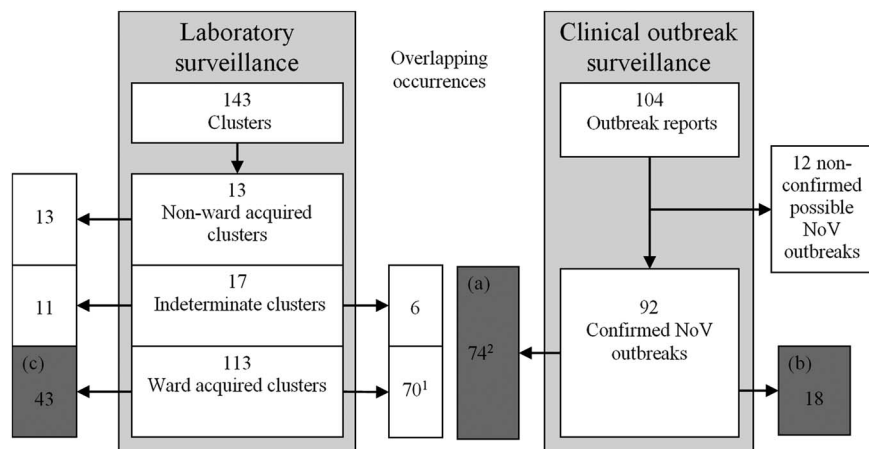 Laboratory
surveillance
143
Clusters
13
Non-ward acquired
clusters
17
Indeterminate clusters
113
Ward acquired clusters
13
11
(c)
43
Overlapping
occurrences
6
70¹
(a)
74²
Clinical outbreak
surveillance
104
Outbreak reports
92
Confirmed NoV
outbreaks
12 non-
confirmed
possible
NoV
outbreaks
(b)
18